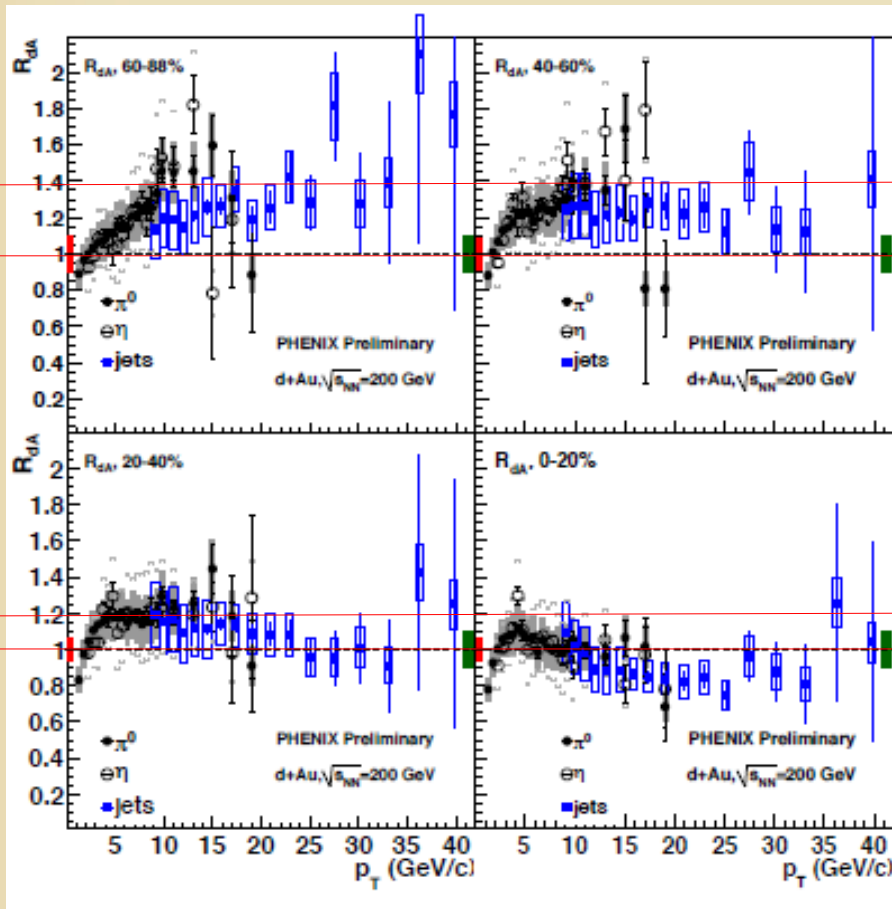 R_dA
R_dA, 60-88%
2
1.8
1.6
1.4
1.2
1
0.8
0.6
0.4
0.2
π⁰
η
jets
PHENIX Preliminary
d+Au,√s_NN=200 GeV
R_dA, 40-60%
π⁰
η
jets
PHENIX Preliminary
d+Au,√s_NN=200 GeV
R_dA
R_dA, 20-40%
2
1.8
1.6
1.4
1.2
1
0.8
0.6
0.4
0.2
π⁰
η
jets
PHENIX Preliminary
d+Au,√s_NN=200 GeV
5 10 15 20 25 30 35 40
p_T (GeV/c)
R_dA, 0-20%
π⁰
η
jets
PHENIX Preliminary
d+Au,√s_NN=200 GeV
5 10 15 20 25 30 35 40
p_T (GeV/c)